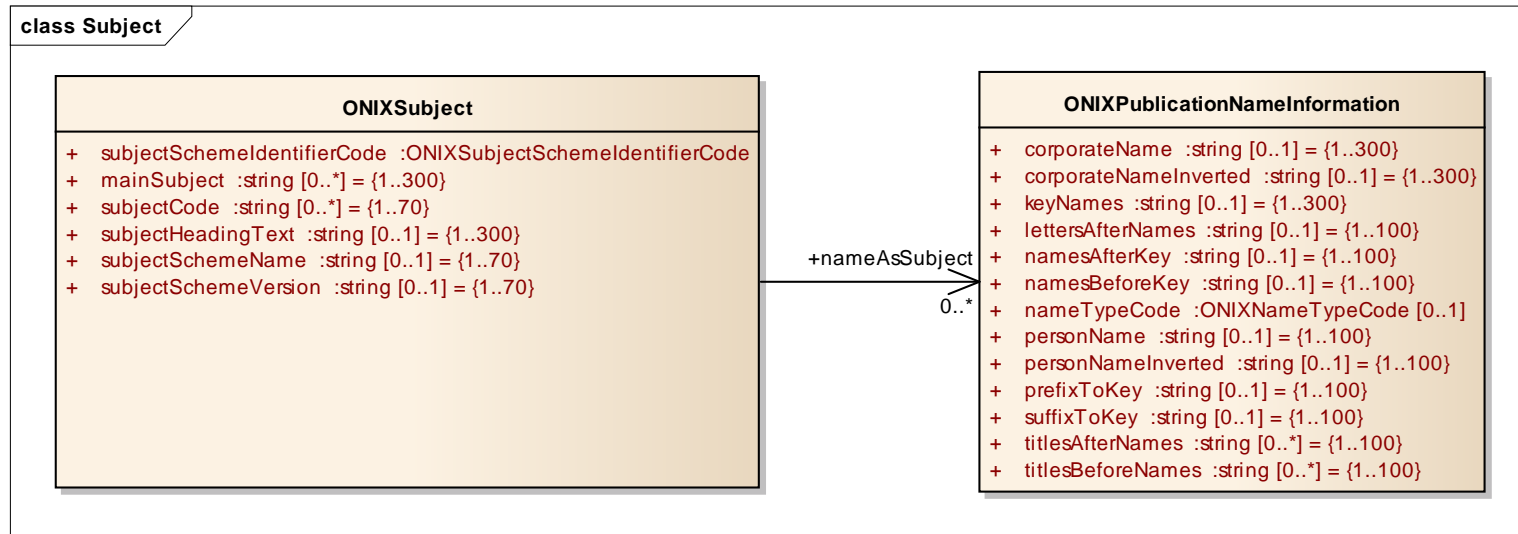 class Subject
ONIXSubject
+ subjectSchemeIdentifierCode :ONIXSubjectSchemeIdentifierCode
+ mainSubject :string [0..*] = {1..300}
+ subjectCode :string [0..*] = {1..70}
+ subjectHeadingText :string [0..1] = {1..300}
+ subjectSchemeName :string [0..1] = {1..70}
+ subjectSchemeVersion :string [0..1] = {1..70}
+nameAsSubject
0..*
ONIXPublicationNameInformation
+ corporateName :string [0..1] = {1..300}
+ corporateNameInverted :string [0..1] = {1..300}
+ keyNames :string [0..1] = {1..300}
+ lettersAfterNames :string [0..1] = {1..100}
+ namesAfterKey :string [0..1] = {1..100}
+ namesBeforeKey :string [0..1] = {1..100}
+ nameTypeCode :ONIXNameTypeCode [0..1]
+ personName :string [0..1] = {1..100}
+ personNameInverted :string [0..1] = {1..100}
+ prefixToKey :string [0..1] = {1..100}
+ suffixToKey :string [0..1] = {1..100}
+ titlesAfterNames :string [0..*] = {1..100}
+ titlesBeforeNames :string [0..*] = {1..100}